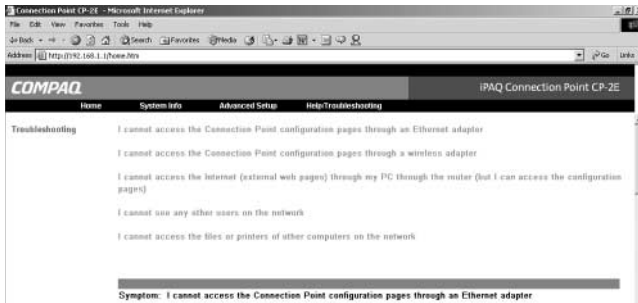 Connection Point CP-2E - Microsoft Internet Explorer
File Edit View Favorites Tools Help
Back Search Favorites Media
Address http://192.168.1.1/home.htm Go Links
COMPAQ iPAQ Connection Point CP-2E
Home System Info Advanced Setup Help/Troubleshooting
Troubleshooting I cannot access the Connection Point configuration pages through an Ethernet adapter
I cannot access the Connection Point configuration pages through a wireless adapter
I cannot access the Internet (external web pages) through my PC through the router (but I can access the configuration
pages)
I cannot see any other users on the network
I cannot access the files or printers of other computers on the network
Symptom: I cannot access the Connection Point configuration pages through an Ethernet adapter